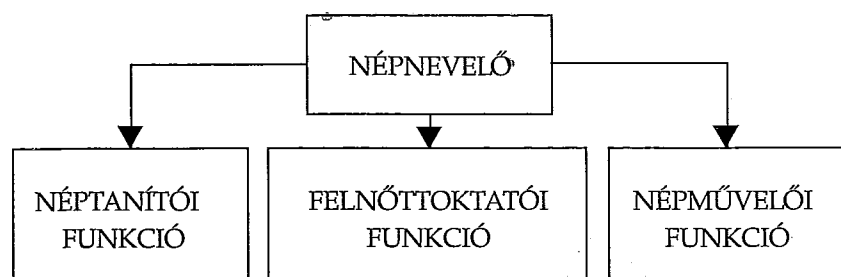 NÉPNEVELŐ
NÉPTANÍTÓI
FUNKCIÓ
FELNŐTTOKTATÓI
FUNKCIÓ
NÉPMŰVELŐI
FUNKCIÓ